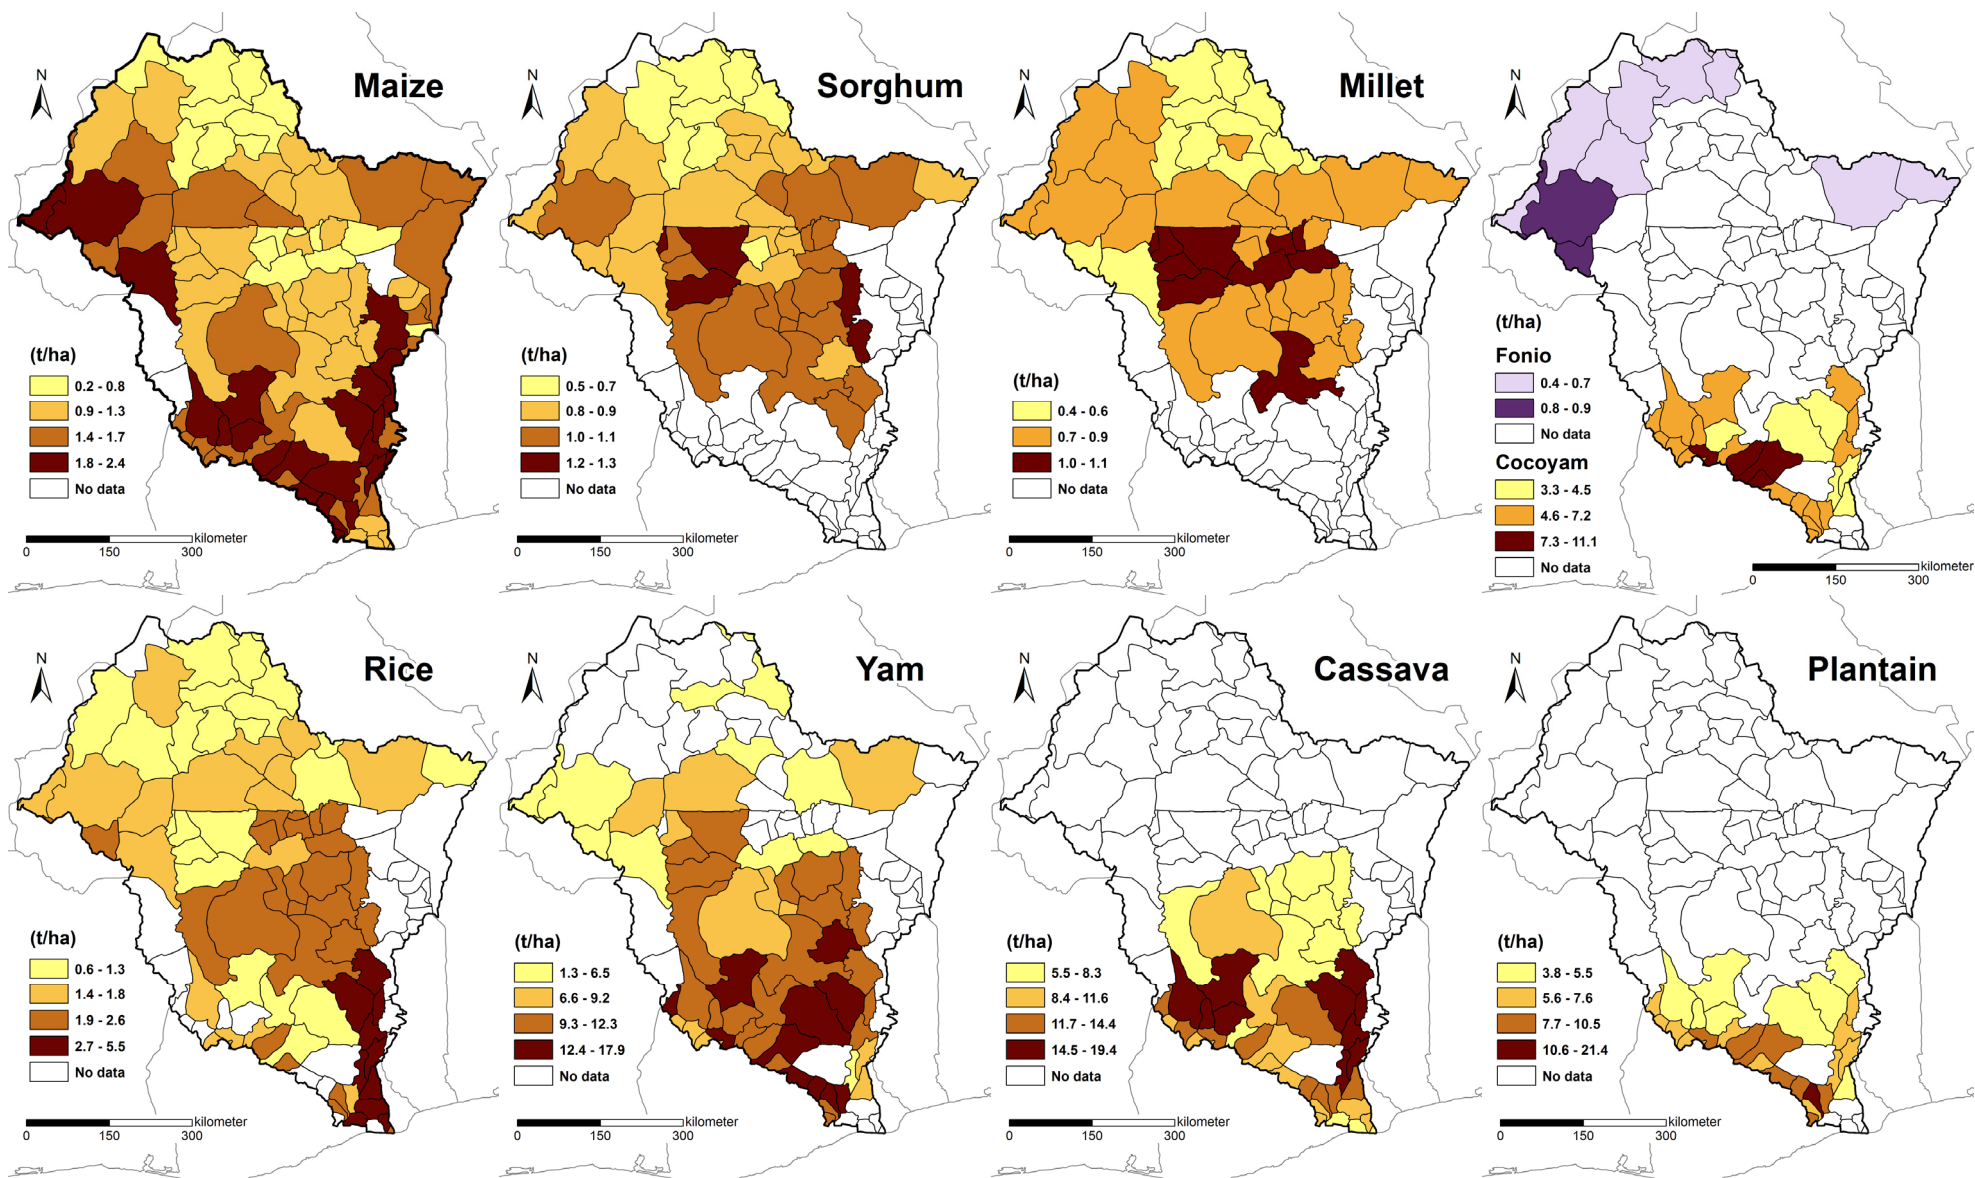 Maize
N
(t/ha)
0.2 - 0.8
0.9 - 1.3
1.4 - 1.7
1.8 - 2.4
No data
kilometer
0 150 300
Sorghum
N
(t/ha)
0.5 - 0.7
0.8 - 0.9
1.0 - 1.1
1.2 - 1.3
No data
kilometer
0 150 300
Millet
N
(t/ha)
0.4 - 0.6
0.7 - 0.9
1.0 - 1.1
No data
kilometer
0 150 300
N
(t/ha)
Fonio
0.4 - 0.7
0.8 - 0.9
No data
Cocoyam
3.3 - 4.5
4.6 - 7.2
7.3 - 11.1
No data
kilometer
0 150 300
Rice
N
(t/ha)
0.6 - 1.3
1.4 - 1.8
1.9 - 2.6
2.7 - 5.5
No data
kilometer
0 150 300
Yam
N
(t/ha)
1.3 - 6.5
6.6 - 9.2
9.3 - 12.3
12.4 - 17.9
No data
kilometer
0 150 300
Cassava
N
(t/ha)
5.5 - 8.3
8.4 - 11.6
11.7 - 14.4
14.5 - 19.4
No data
kilometer
0 150 300
Plantain
N
(t/ha)
3.8 - 5.5
5.6 - 7.6
7.7 - 10.5
10.6 - 21.4
No data
kilometer
0 150 300